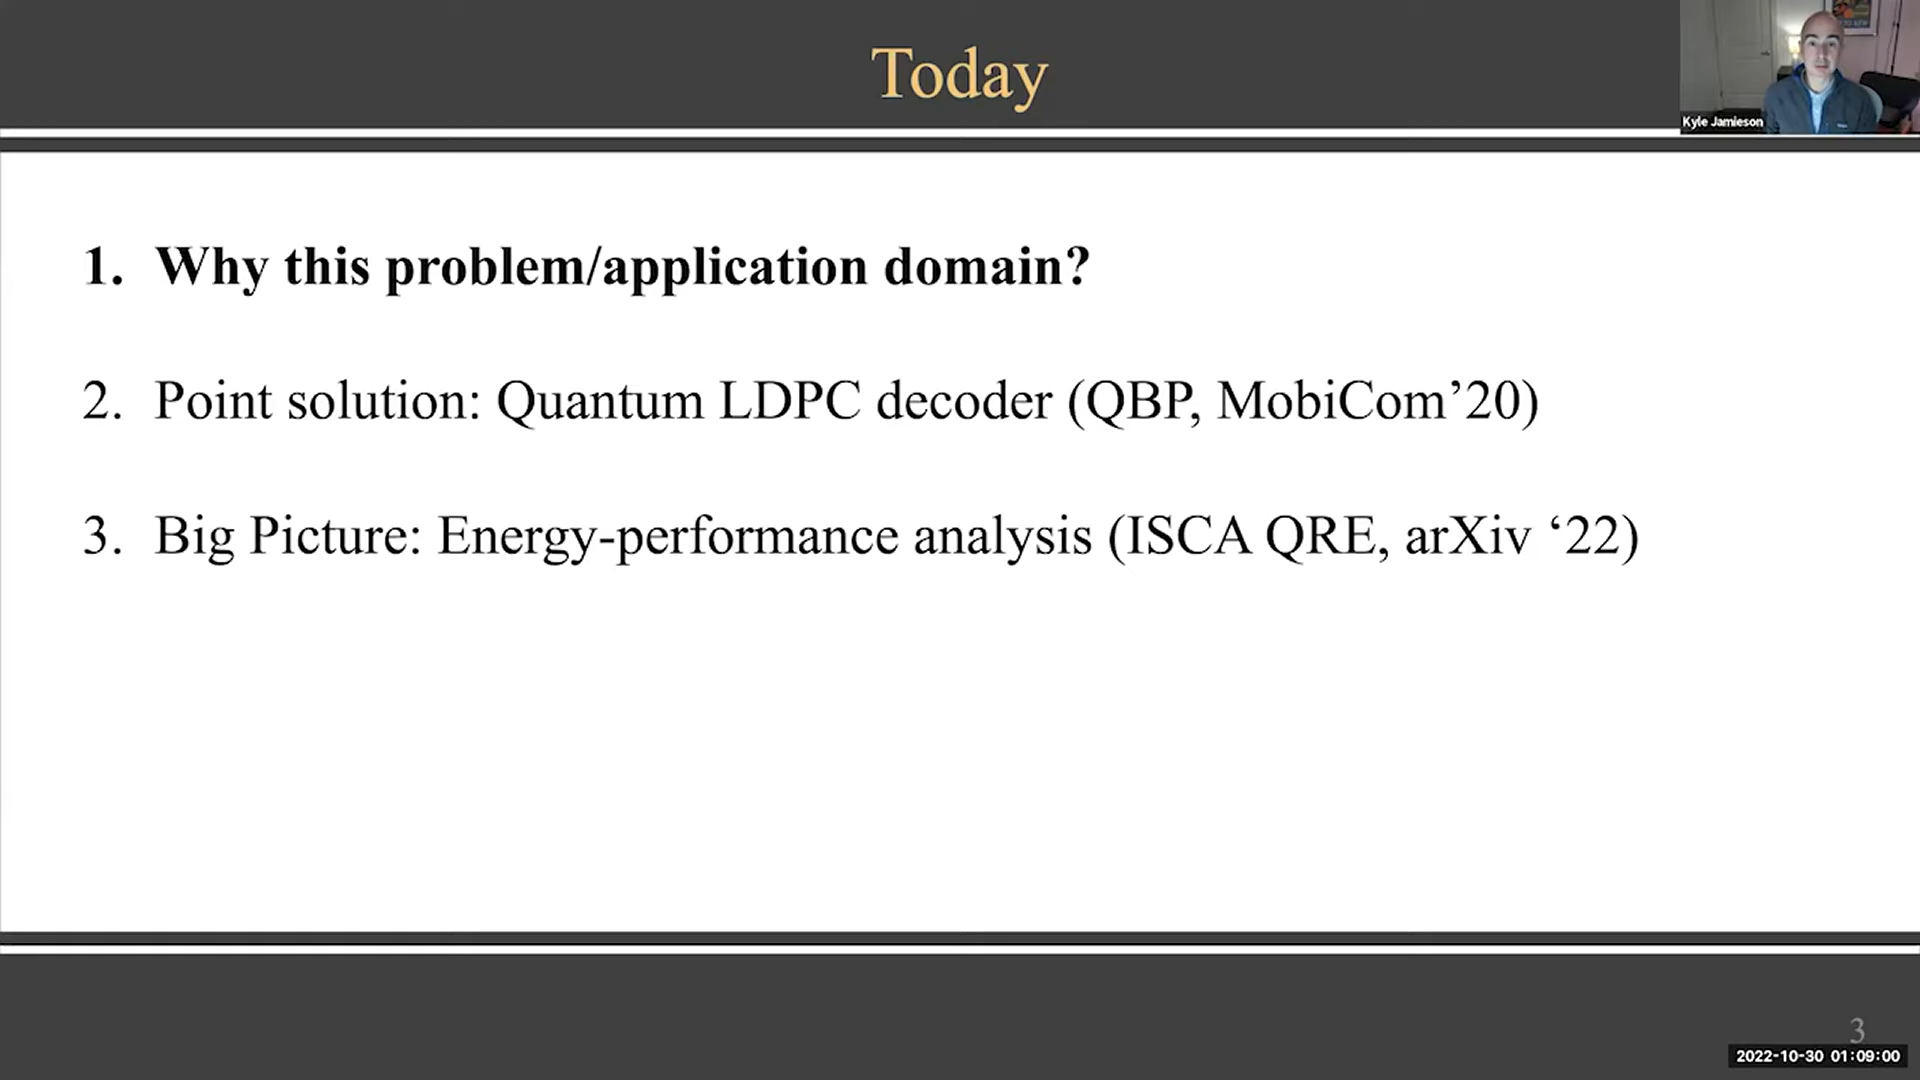 Today
Kyle Jamieson
1. Why this problem/application domain?
2. Point solution: Quantum LDPC decoder (QBP, MobiCom’20)
3. Big Picture: Energy-performance analysis (ISCA QRE, arXiv ‘22)
3
2022-10-30 01:09:00